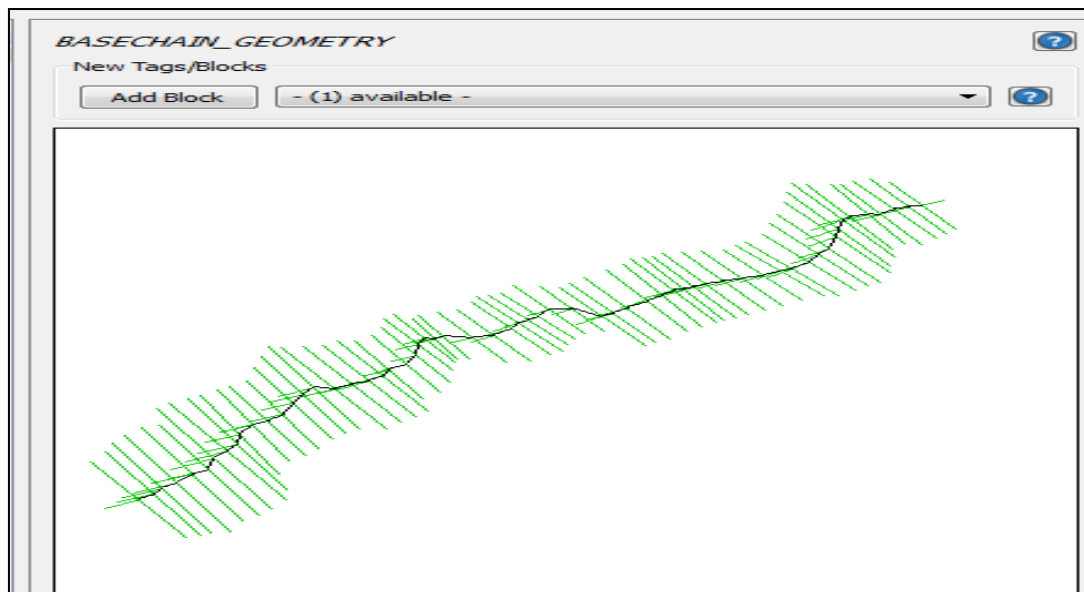 BASECHAIN_GEOMETRY
?
New Tags/Blocks
Add Block
- (1) available -
?